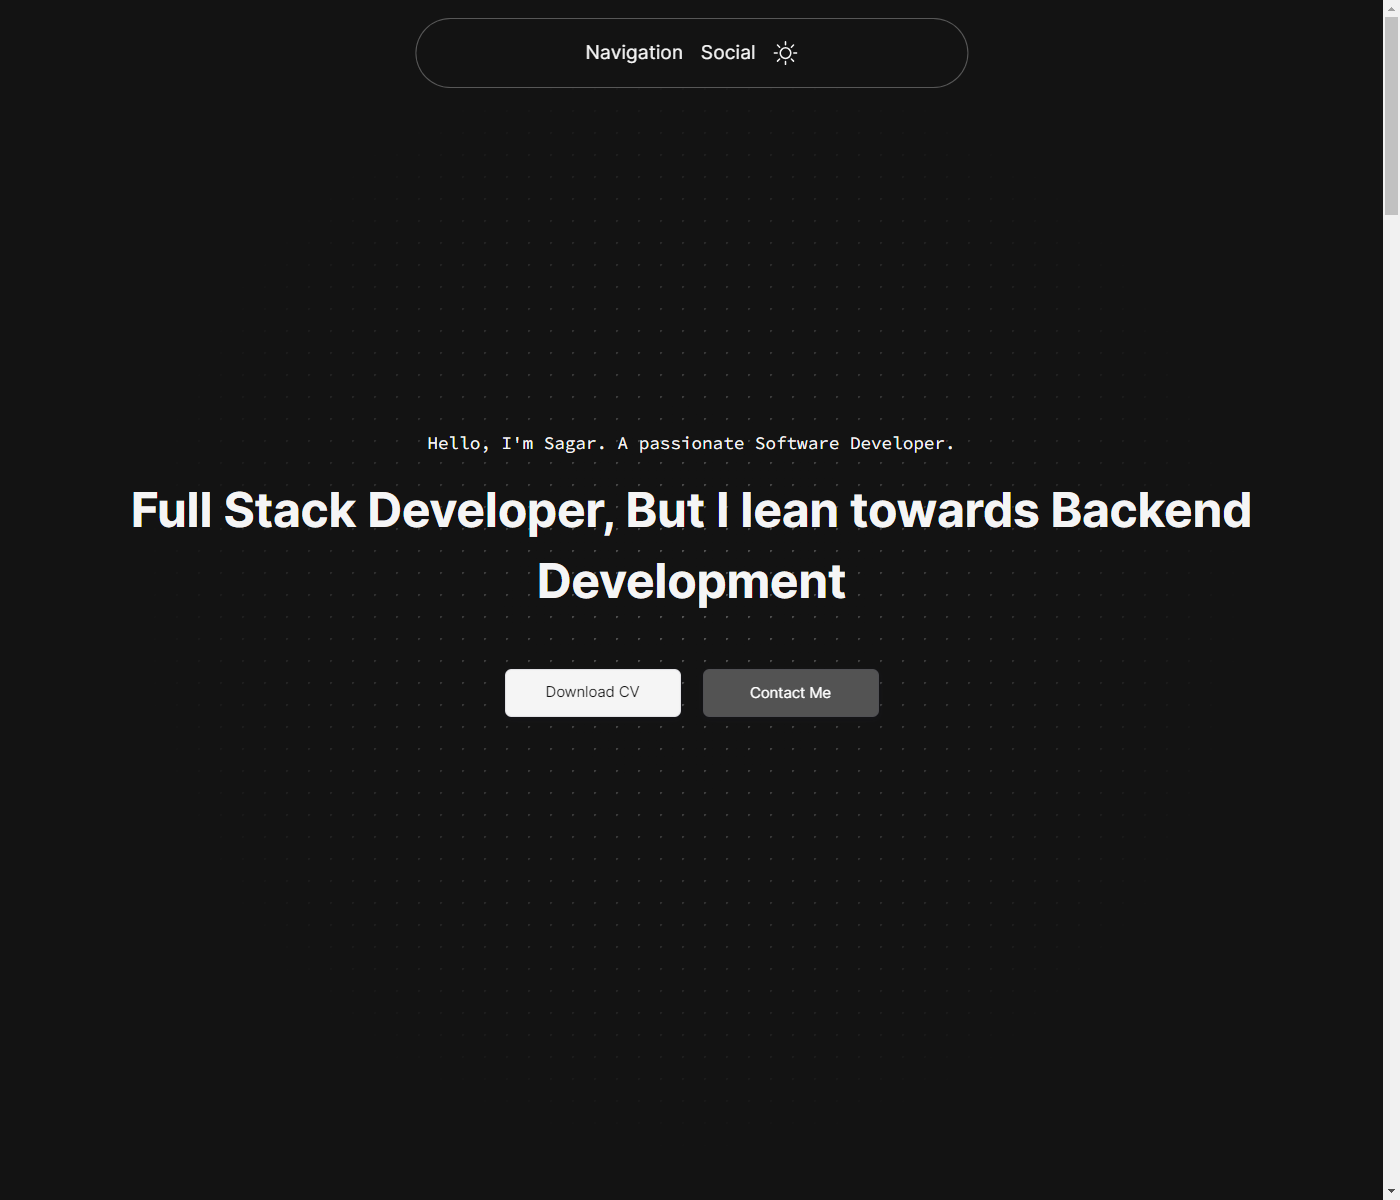 Navigation Social
Hello, I'm Sagar. A passionate Software Developer.
Full Stack Developer, But I lean towards Backend
Development
Download CV
Contact Me